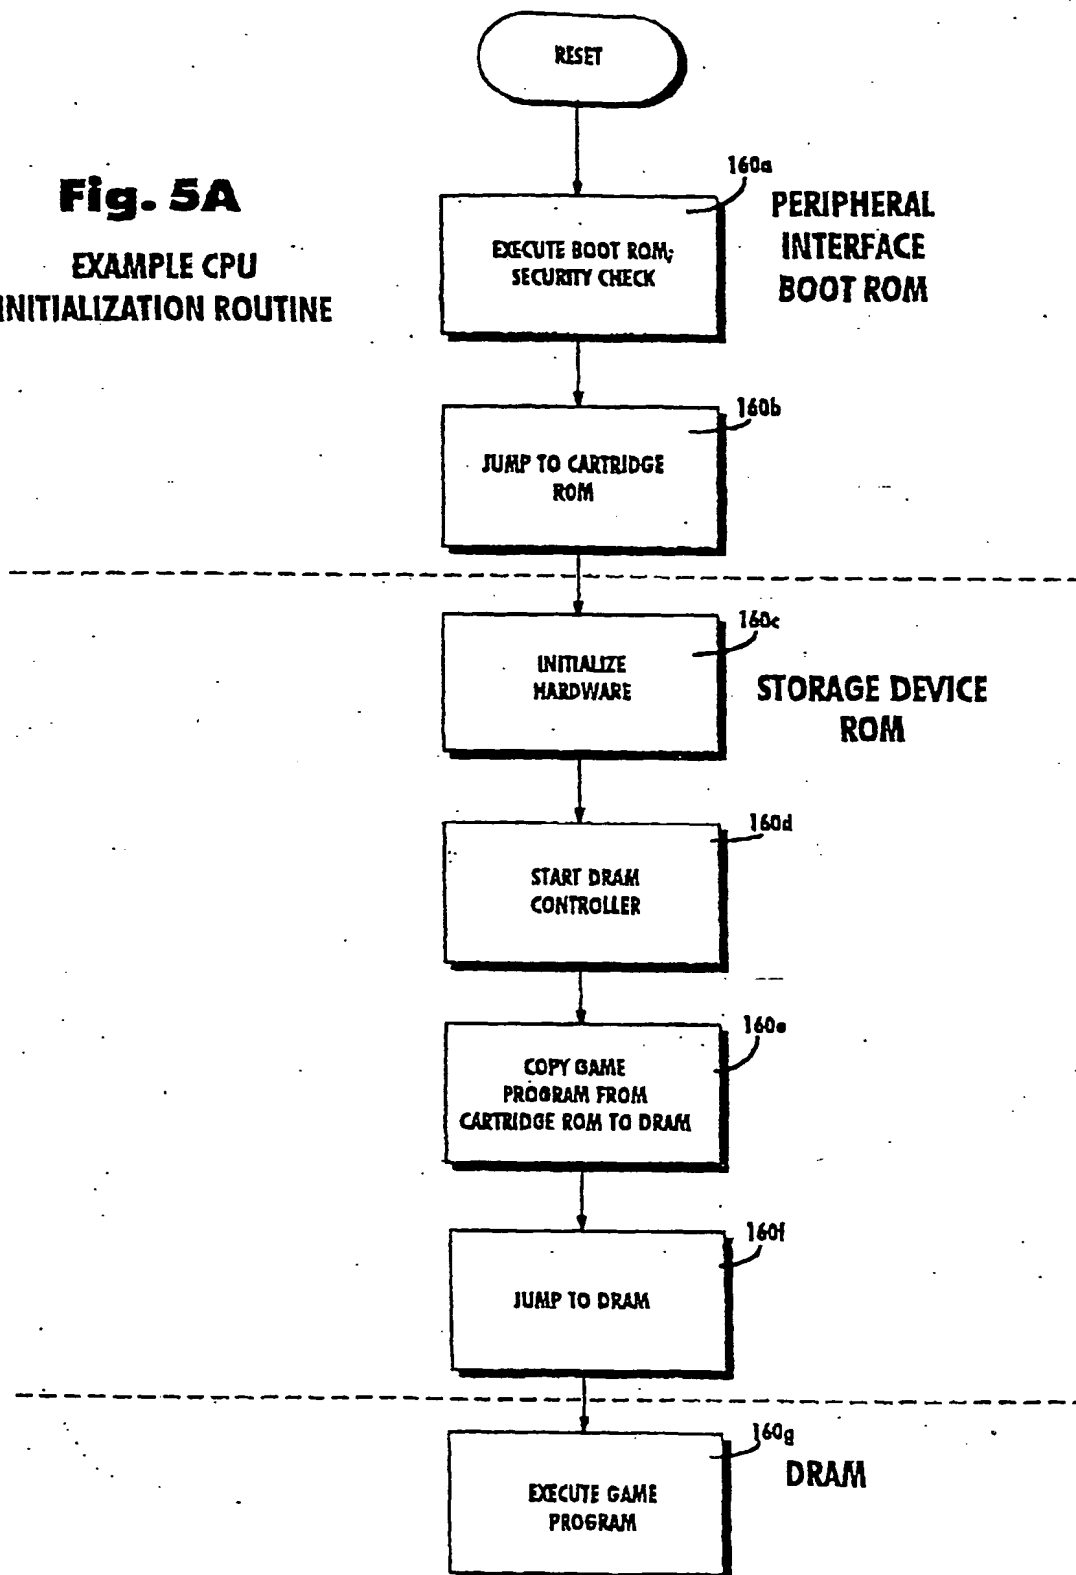 RESET
Fig. 5A
EXAMPLE CPU
INITIALIZATION ROUTINE
160a
EXECUTE BOOT ROM;
SECURITY CHECK
PERIPHERAL
INTERFACE
BOOT ROM
160b
JUMP TO CARTRIDGE
ROM
160c
INITIALIZE
HARDWARE
STORAGE DEVICE
ROM
160d
START DRAM
CONTROLLER
160e
COPY GAME
PROGRAM FROM
CARTRIDGE ROM TO DRAM
160f
JUMP TO DRAM
160g
EXECUTE GAME
PROGRAM
DRAM